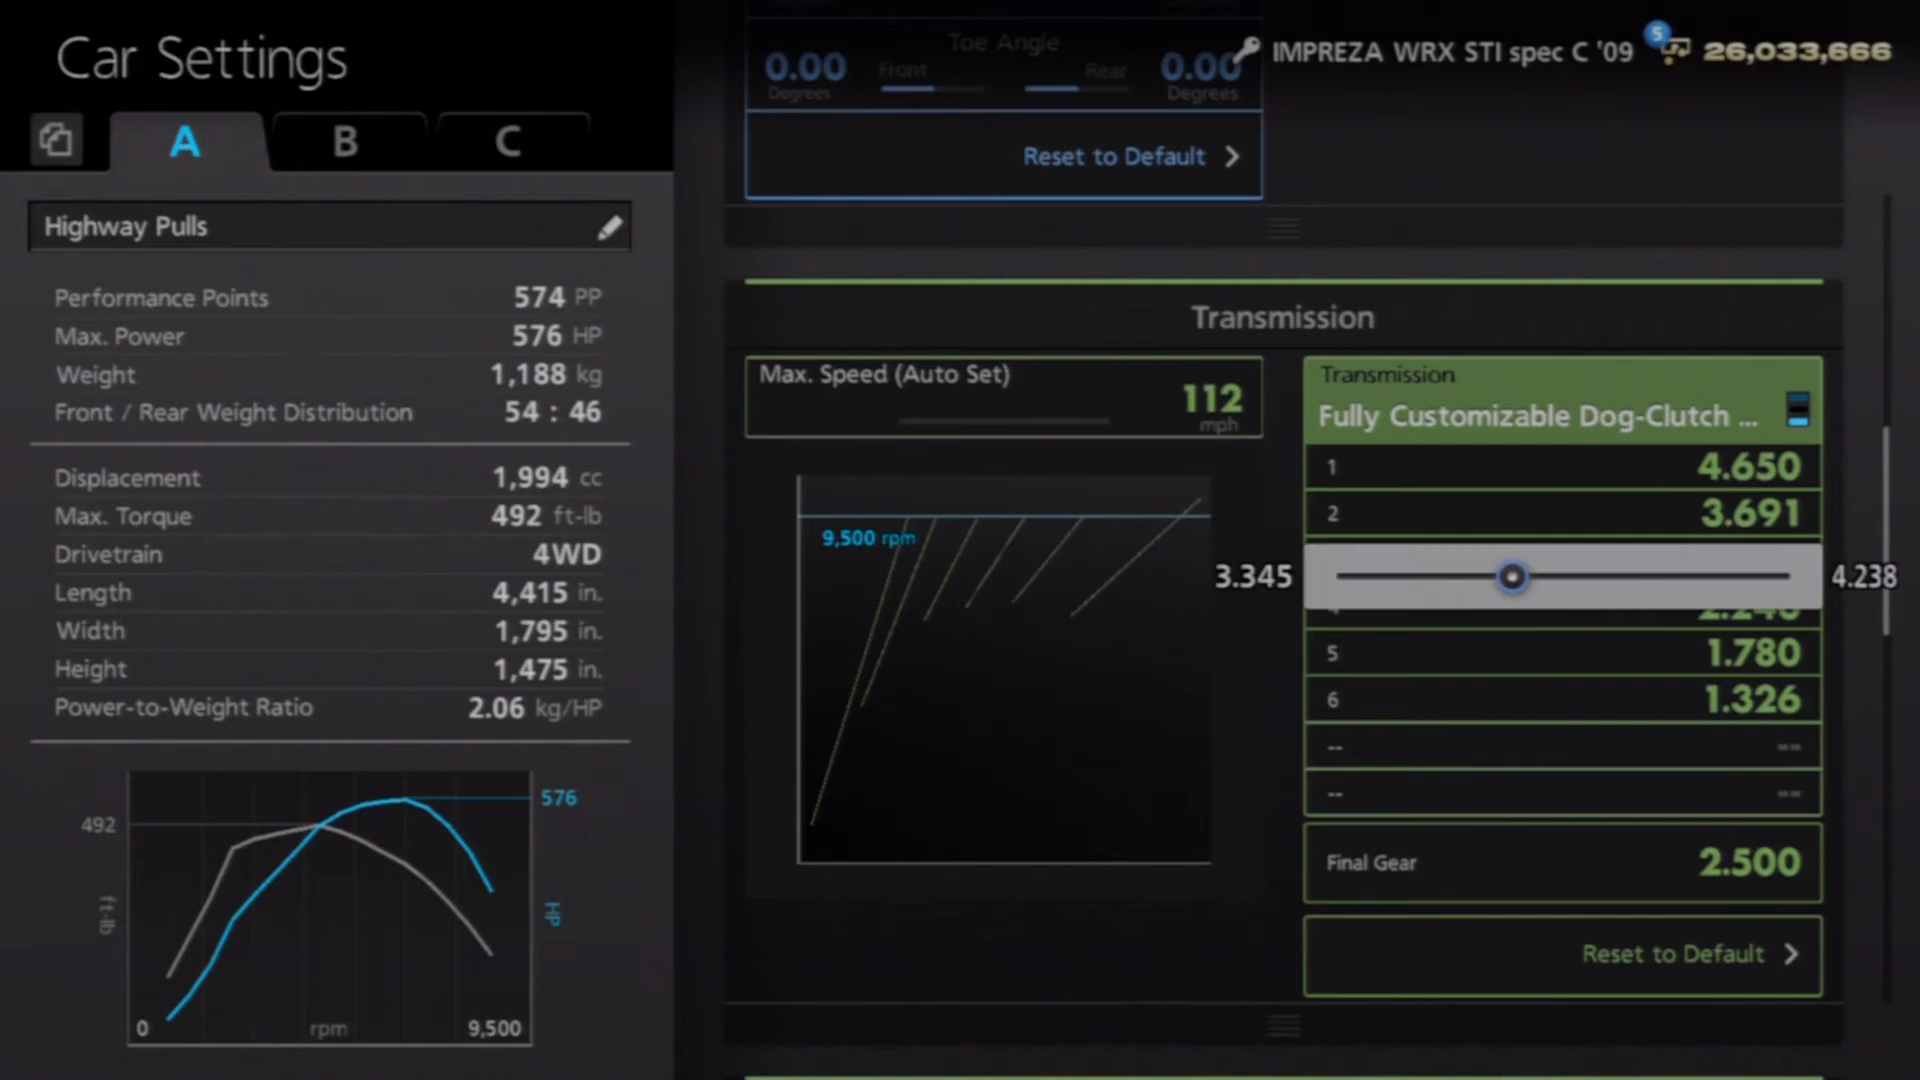 Car Settings
A
B
C
Highway Pulls
Performance Points 574 PP
Max. Power 576 HP
Weight 1,188 kg
Front / Rear Weight Distribution 54 : 46
Displacement 1,994 cc
Max. Torque 492 ft-lb
Drivetrain 4WD
Length 4,415 in.
Width 1,795 in.
Height 1,475 in.
Power-to-Weight Ratio 2.06 kg/HP
576
492
ft-lb
HP
0 rpm 9,500
IMPREZA WRX STI spec C '09 5 26,033,666
Toe Angle
0.00 Front Rear 0.00
Degrees Degrees
Reset to Default
Transmission
Max. Speed (Auto Set)
112
mph
9,500 rpm
Transmission
Fully Customizable Dog-Clutch ...
1 4.650
2 3.691
3.345 4.238
5 1.780
6 1.326
-- --
-- --
Final Gear 2.500
Reset to Default